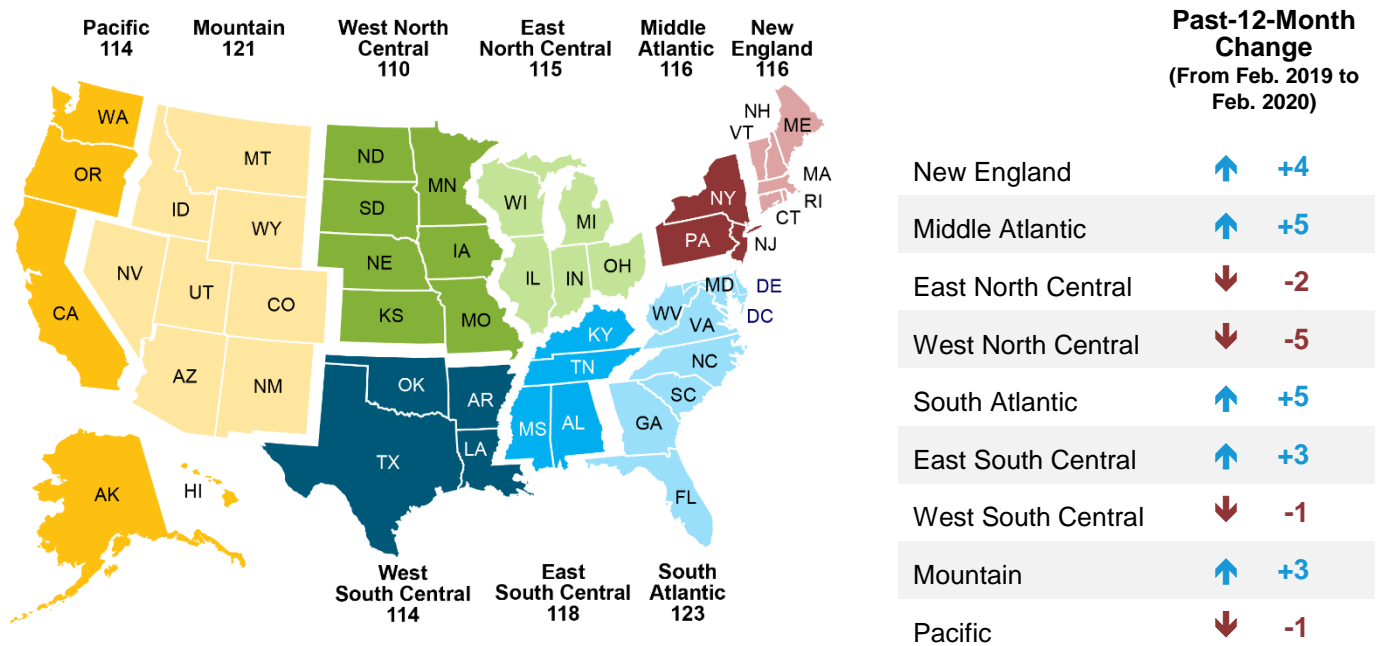 Pacific
114
Mountain
121
West North
Central
110
East
North Central
115
Middle
Atlantic
116
New
England
116
WA
OR
CA
AK
HI
MT
ID
WY
NV
UT
CO
AZ
NM
ND
SD
NE
KS
MN
IA
MO
WI
MI
IL
IN
OH
NH
VT
ME
MA
RI
CT
NY
PA
NJ
MD
DE
DC
WV
VA
NC
SC
GA
FL
KY
TN
MS
AL
OK
AR
TX
LA
West
South Central
114
East
South Central
118
South
Atlantic
123
Past-12-Month
Change
(From Feb. 2019 to
Feb. 2020)
New England +4
Middle Atlantic +5
East North Central -2
West North Central -5
South Atlantic +5
East South Central +3
West South Central -1
Mountain +3
Pacific -1